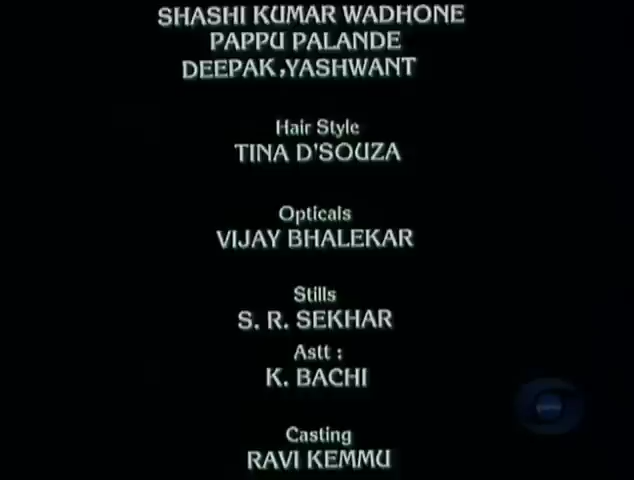 SHASHI KUMAR WADHONE
PAPPU PALANDE
DEEPAK,YASHWANT
Hair Style
TINA D'SOUZA
Opticals
VIJAY BHALEKAR
Stills
S. R. SEKHAR
Astt :
K. BACHI
Casting
RAVI KEMMU